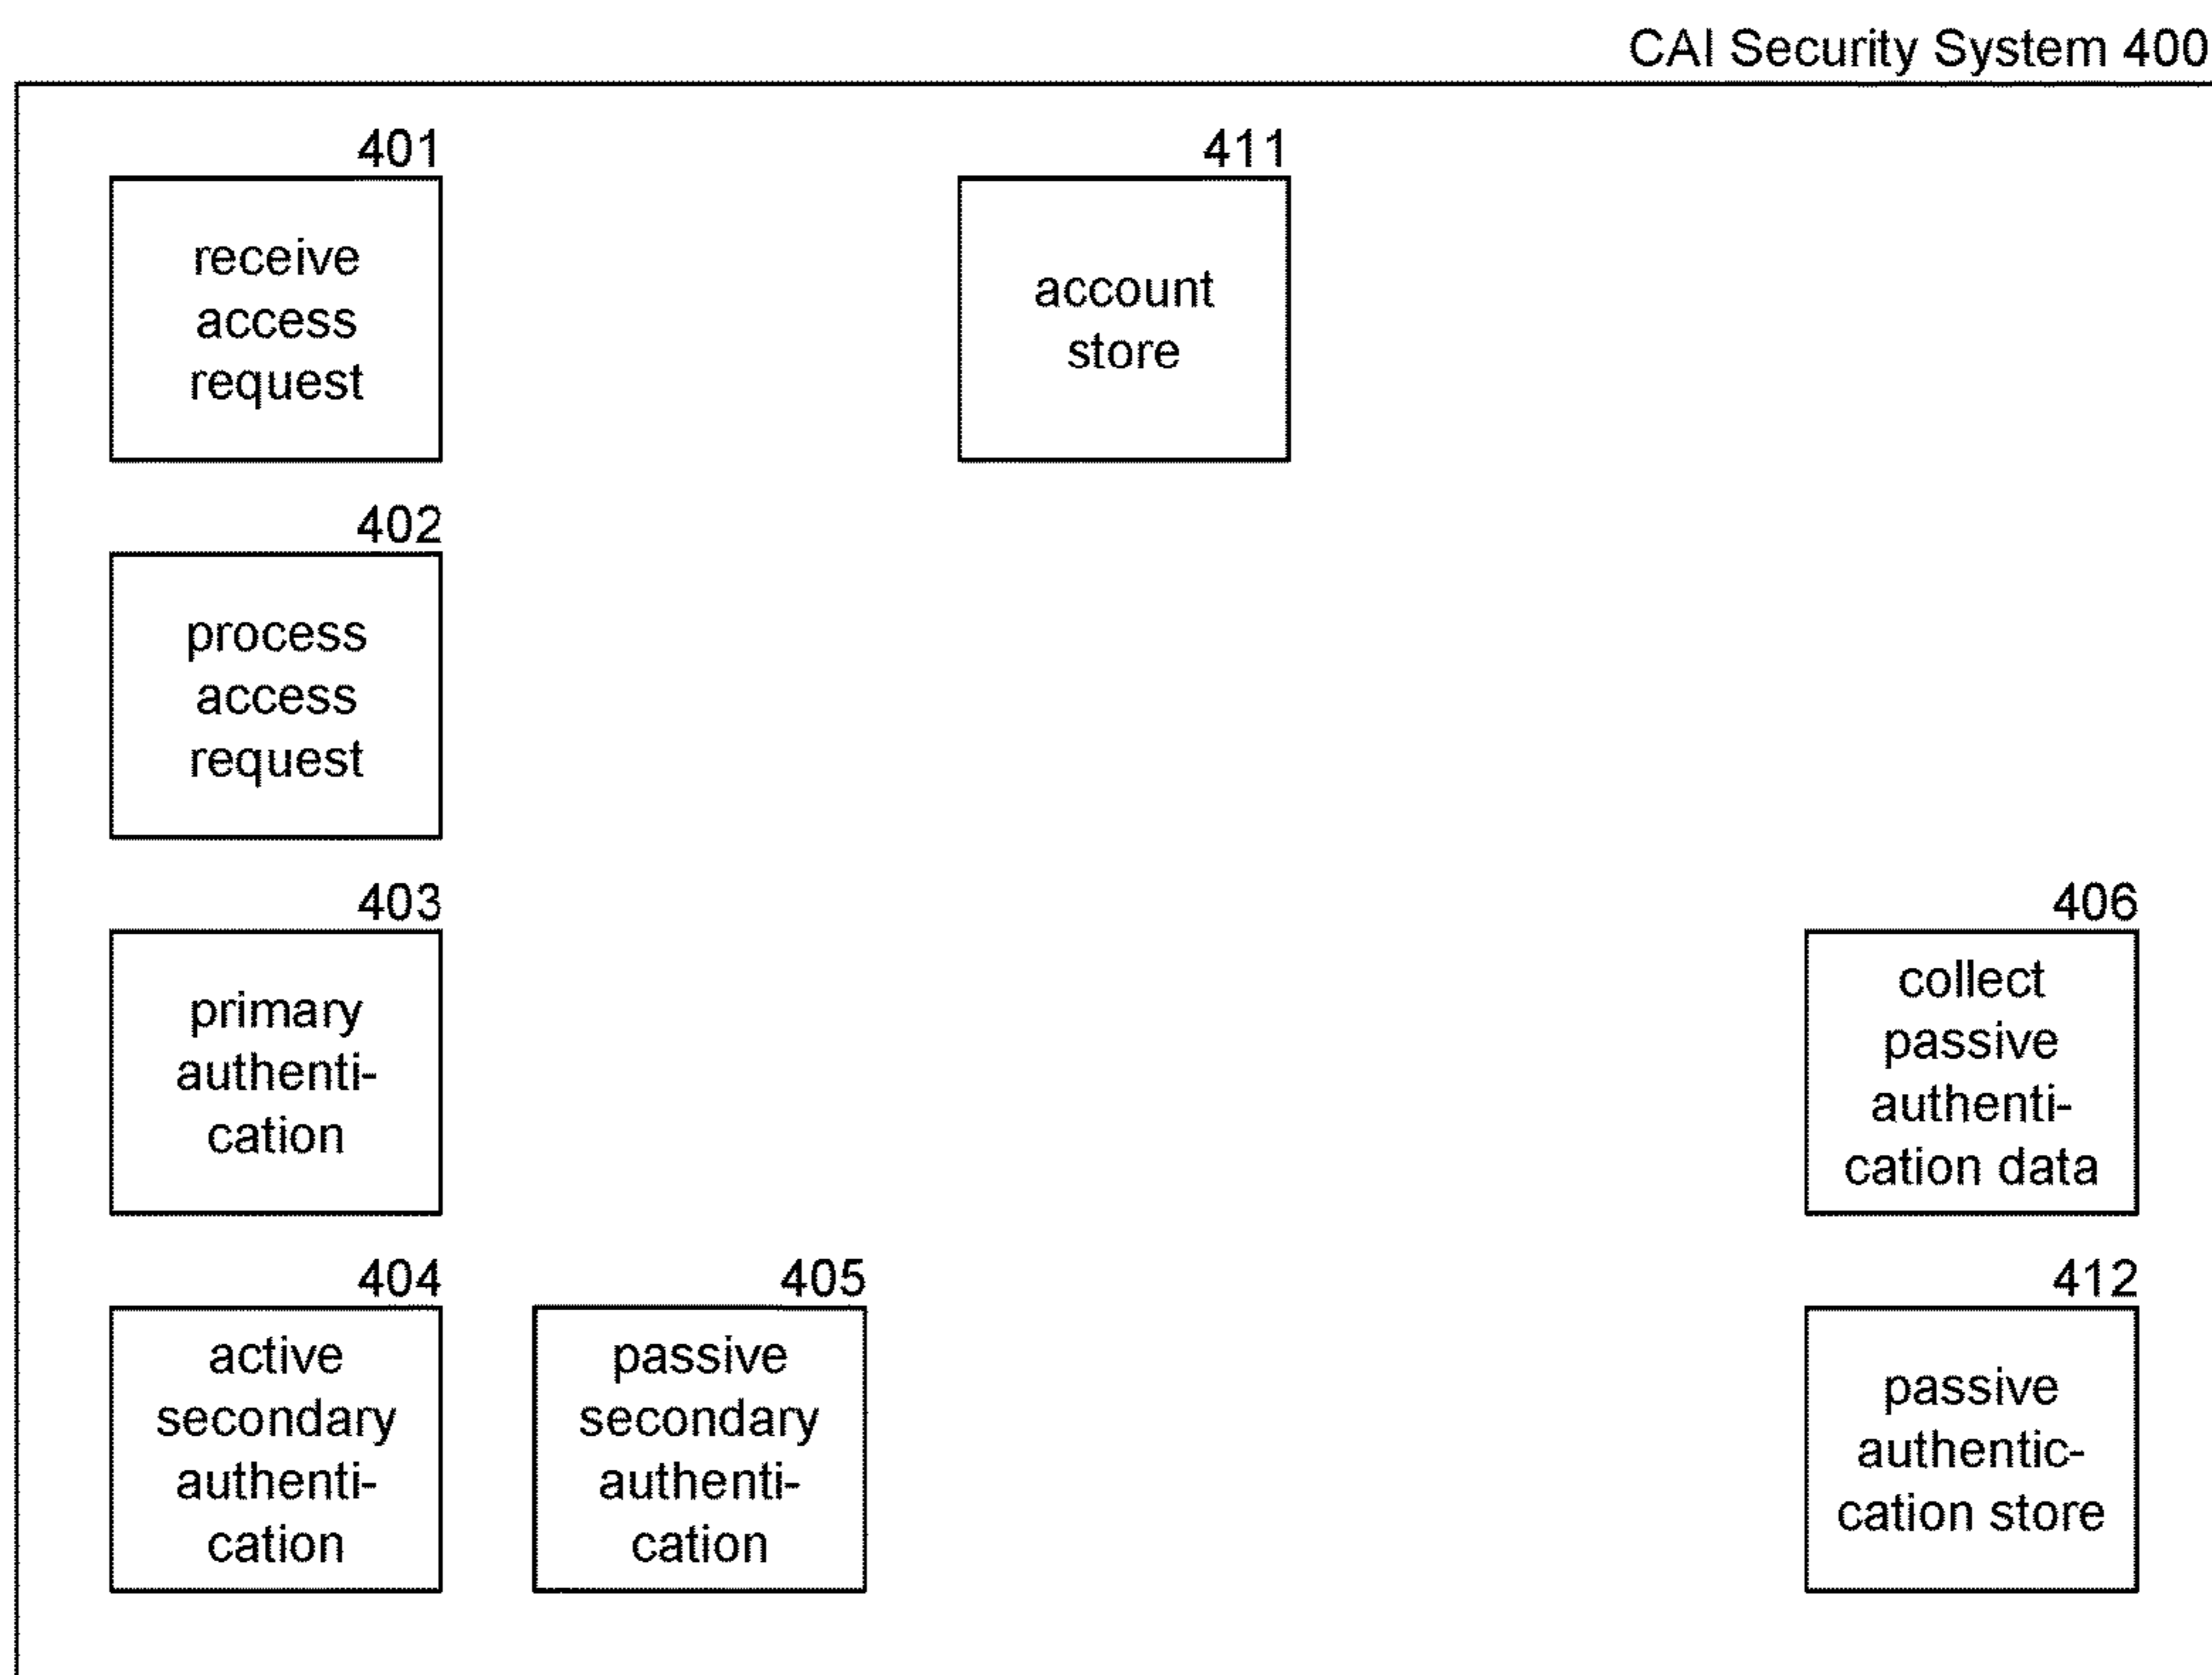 CAI Security System 400
401
receive
access
request
411
account
store
402
process
access
request
403
primary
authenti-
cation
406
collect
passive
authenti-
cation data
404
active
secondary
authenti-
cation
405
passive
secondary
authenti-
cation
412
passive
authentic-
cation store